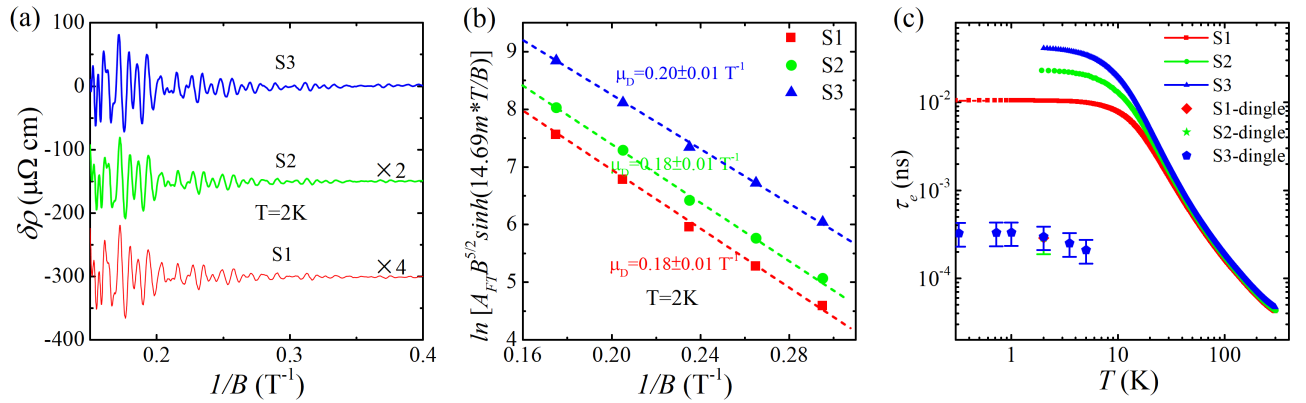 (a)
100
0
-100
-200
-300
-400
δρ (μΩ cm)
S3
S2
×2
T=2K
S1
×4
0.2
0.3
0.4
1/B (T⁻¹)
(b)
9
8
7
6
5
4
ln [A_FT B^5/2 sinh(14.69m*T/B)]
S1
S2
S3
μ_D=0.20±0.01 T⁻¹
μ_D=0.18±0.01 T⁻¹
μ_D=0.18±0.01 T⁻¹
T=2K
0.16
0.20
0.24
0.28
1/B (T⁻¹)
(c)
10⁻²
10⁻³
10⁻⁴
τ_e (ns)
S1
S2
S3
S1-dingle
S2-dingle
S3-dingle
1
10
100
T (K)